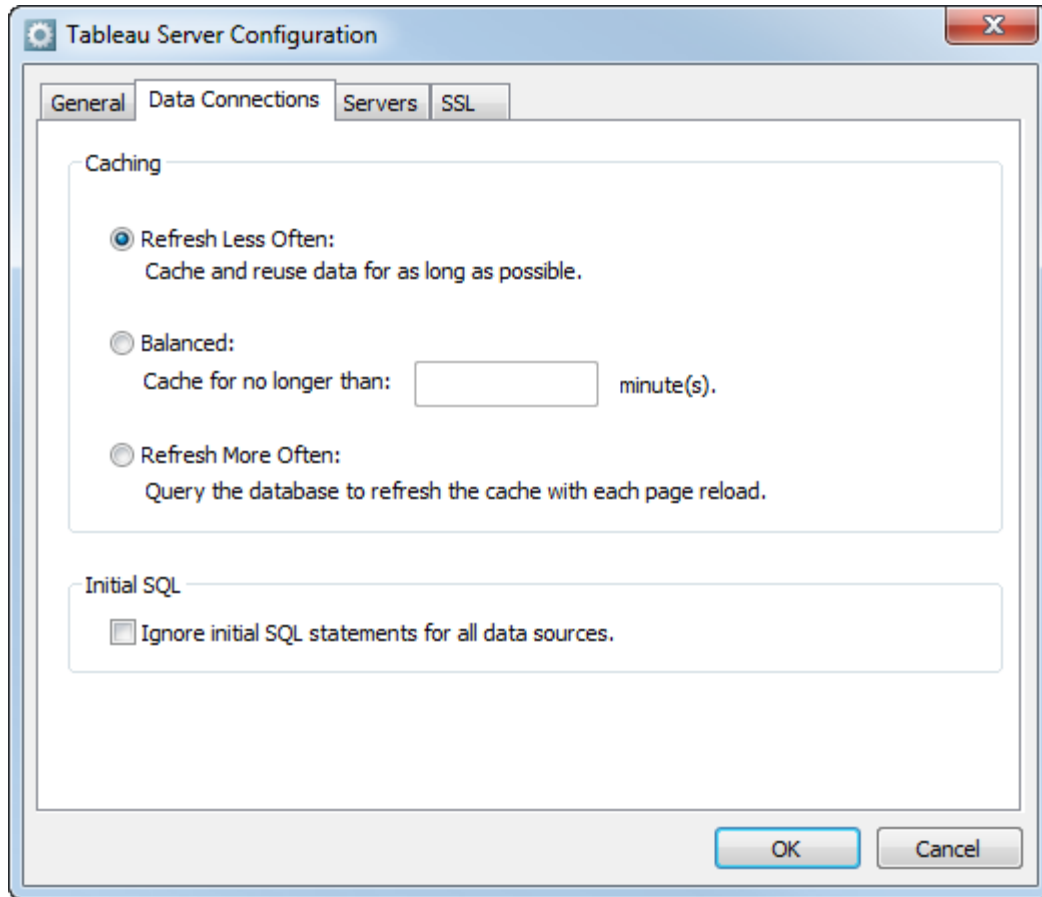 Tableau Server Configuration
General Data Connections Servers SSL
Caching
Refresh Less Often:
Cache and reuse data for as long as possible.
Balanced:
Cache for no longer than: minute(s).
Refresh More Often:
Query the database to refresh the cache with each page reload.
Initial SQL
Ignore initial SQL statements for all data sources.
OK Cancel